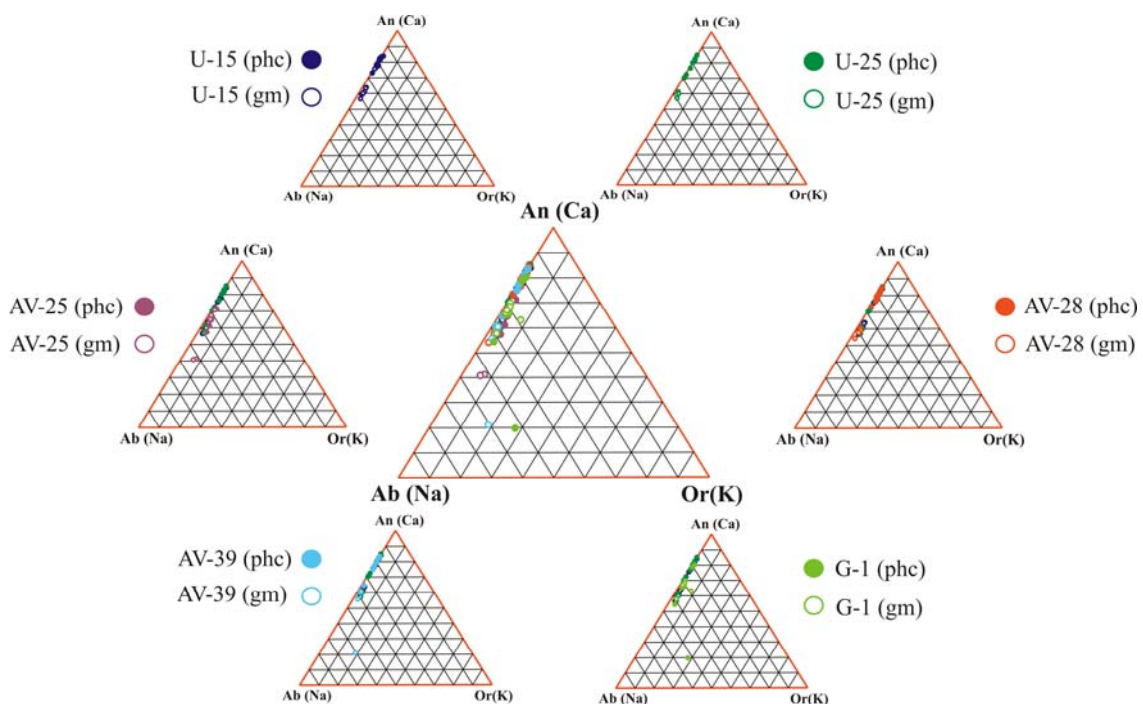 An (Ca)
U-15 (phc)
U-15 (gm)
Ab (Na)
Or(K)
An (Ca)
U-25 (phc)
U-25 (gm)
Ab (Na)
Or(K)
An (Ca)
AV-25 (phc)
AV-25 (gm)
Ab (Na)
Or(K)
An (Ca)
Ab (Na)
Or(K)
An (Ca)
AV-28 (phc)
AV-28 (gm)
Ab (Na)
Or(K)
An (Ca)
AV-39 (phc)
AV-39 (gm)
Ab (Na)
Or(K)
An (Ca)
G-1 (phc)
G-1 (gm)
Ab (Na)
Or(K)